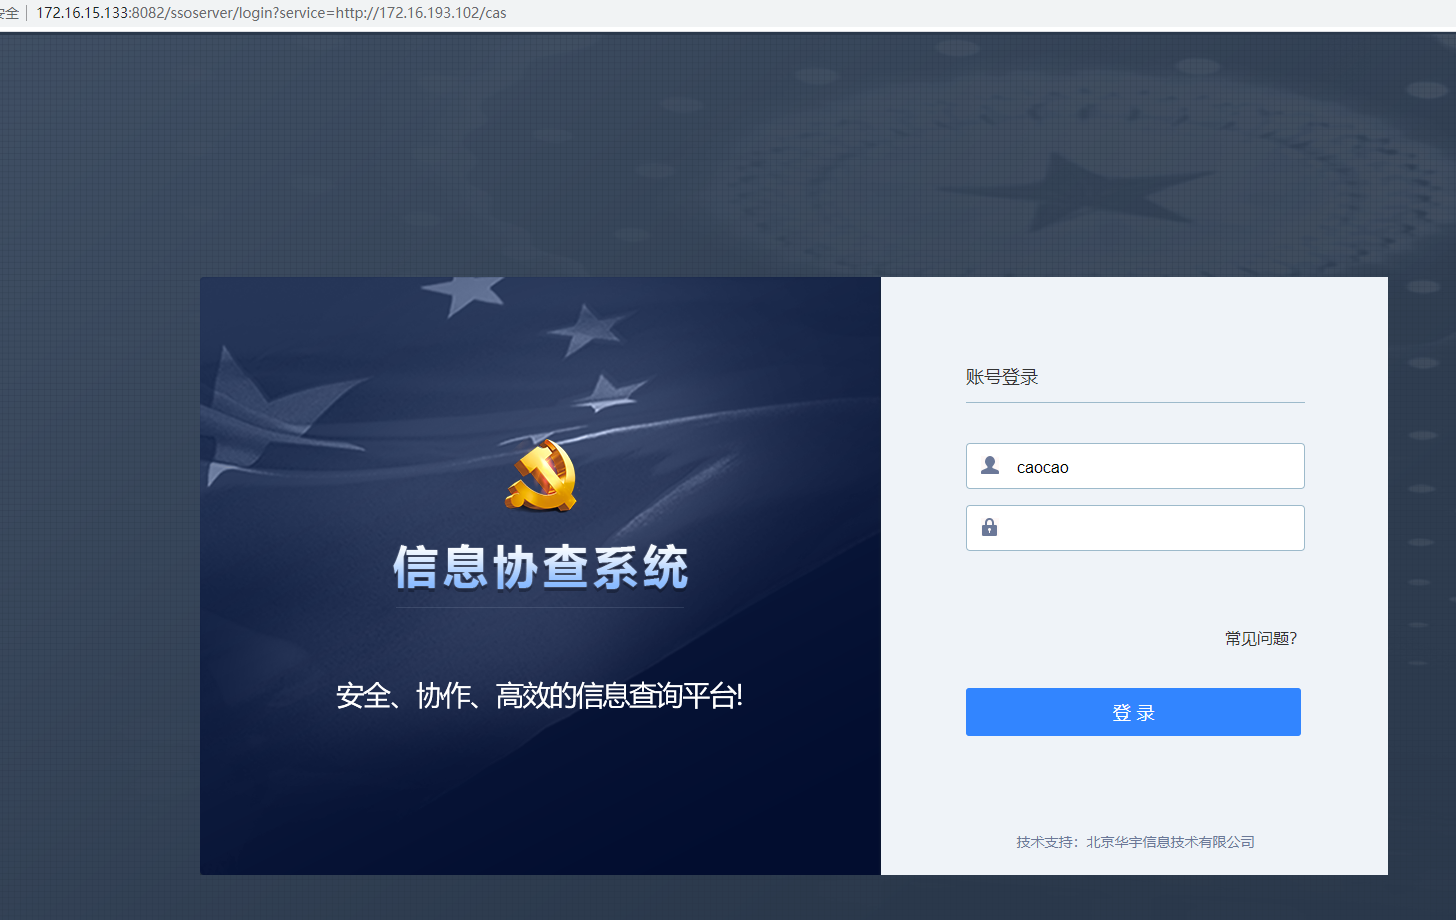 安全 172.16.15.133:8082/ssoserver/login?service=http://172.16.193.102/cas
信息协查系统
安全、协作、高效的信息查询平台!
账号登录
caocao
常见问题?
登 录
技术支持：北京华宇信息技术有限公司